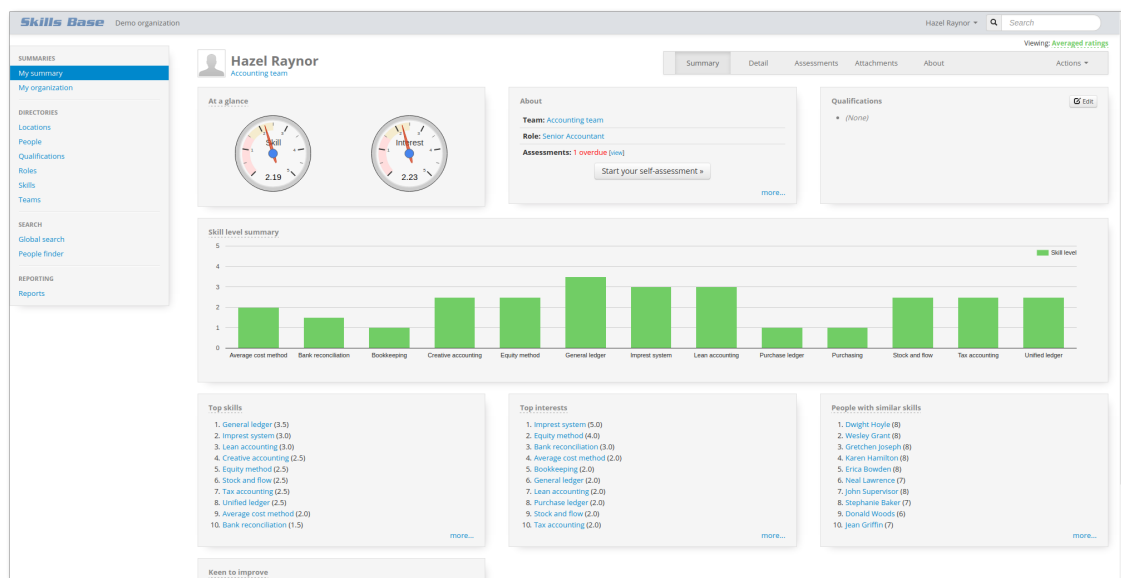 Skills Base Demo organization Hazel Raynor Search
Viewing: Averaged ratings
SUMMARIES
My summary
My organization
DIRECTORIES
Locations
People
Qualifications
Roles
Skills
Teams
SEARCH
Global search
People finder
REPORTING
Reports
Hazel Raynor
Accounting team
Summary Detail Assessments Attachments About Actions
At a glance
Skill
2.19
Interest
2.23
About
Team: Accounting team
Role: Senior Accountant
Assessments: 1 overdue [view]
Start your self-assessment »
more...
Qualifications
Edit
(None)
Skill level summary
Skill level
5
4
3
2
1
0
Average cost method Bank reconciliation Bookkeeping Creative accounting Equity method General ledger Imprest system Lean accounting Purchase ledger Purchasing Stock and flow Tax accounting Unified ledger
Top skills
1. General ledger (3.5)
2. Imprest system (3.0)
3. Lean accounting (3.0)
4. Creative accounting (2.5)
5. Equity method (2.5)
6. Stock and flow (2.5)
7. Tax accounting (2.5)
8. Unified ledger (2.5)
9. Average cost method (2.0)
10. Bank reconciliation (1.5)
more...
Top interests
1. Imprest system (5.0)
2. Equity method (4.0)
3. Bank reconciliation (3.0)
4. Average cost method (2.0)
5. Bookkeeping (2.0)
6. General ledger (2.0)
7. Lean accounting (2.0)
8. Purchase ledger (2.0)
9. Stock and flow (2.0)
10. Tax accounting (2.0)
more...
People with similar skills
1. Dwight Hoyle (8)
2. Wesley Grant (8)
3. Gretchen Joseph (8)
4. Karen Hamilton (8)
5. Erica Bowden (8)
6. Neal Lawrence (7)
7. John Supervisor (8)
8. Stephanie Baker (7)
9. Donald Woods (6)
10. Jean Griffin (7)
more...
Keen to improve